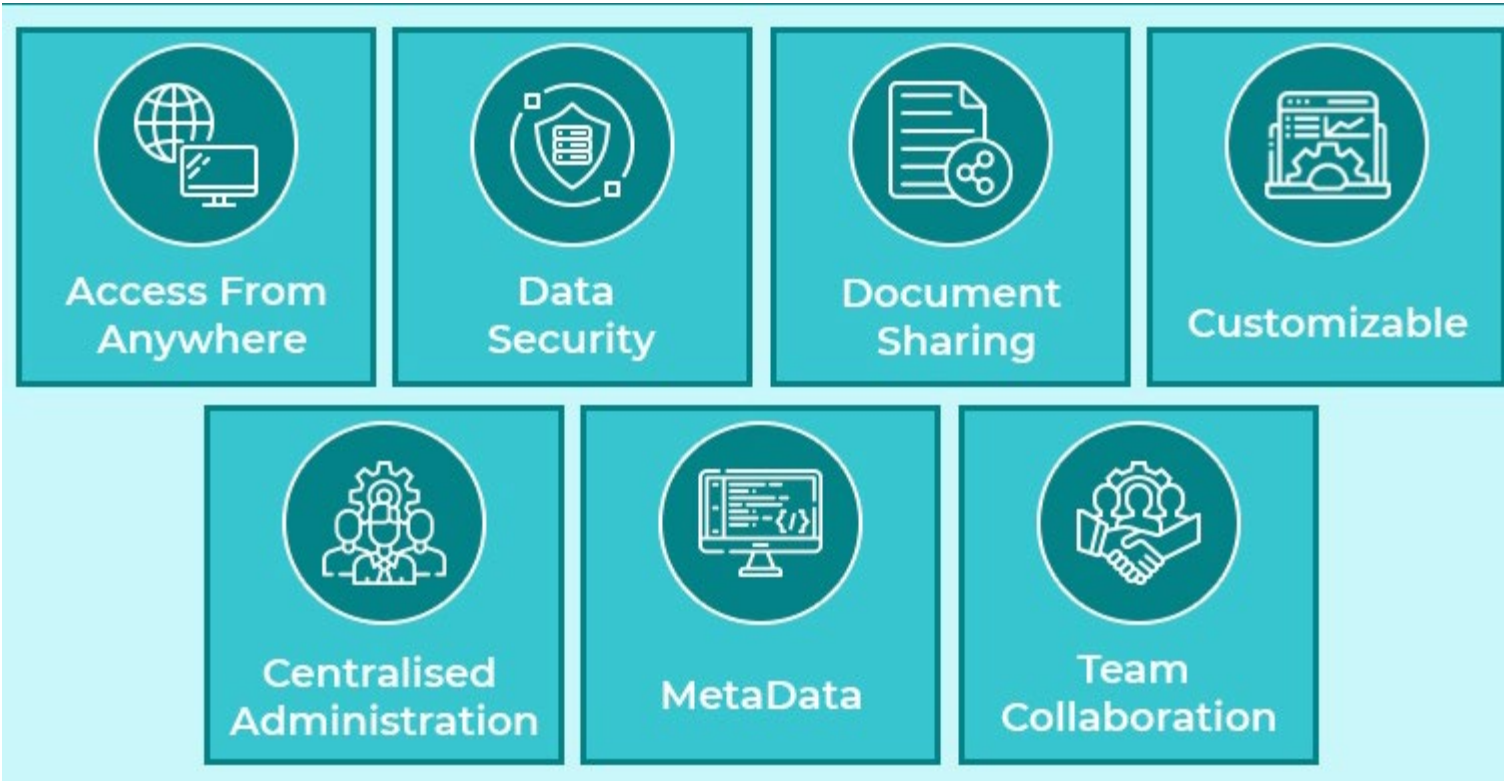 Access From
Anywhere
Data
Security
Document
Sharing
Customizable
Centralised
Administration
MetaData
Team
Collaboration